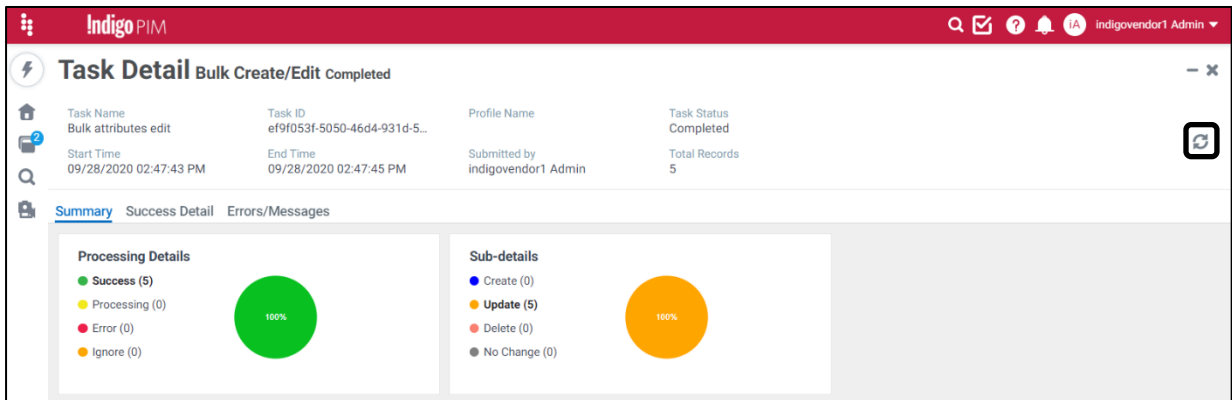 Indigo PIM
? iA indigovendor1 Admin
Task Detail Bulk Create/Edit Completed
Task Name Task ID Profile Name Task Status
Bulk attributes edit ef9f053f-5050-46d4-931d-5... Completed
2
Start Time End Time Submitted by Total Records
09/28/2020 02:47:43 PM 09/28/2020 02:47:45 PM indigovendor1 Admin 5
Summary Success Detail Errors/Messages
Processing Details Sub-details
Success (5) Create (0)
Processing (0) 100% Update (5) 100%
Error (0) Delete (0)
Ignore (0) No Change (0)